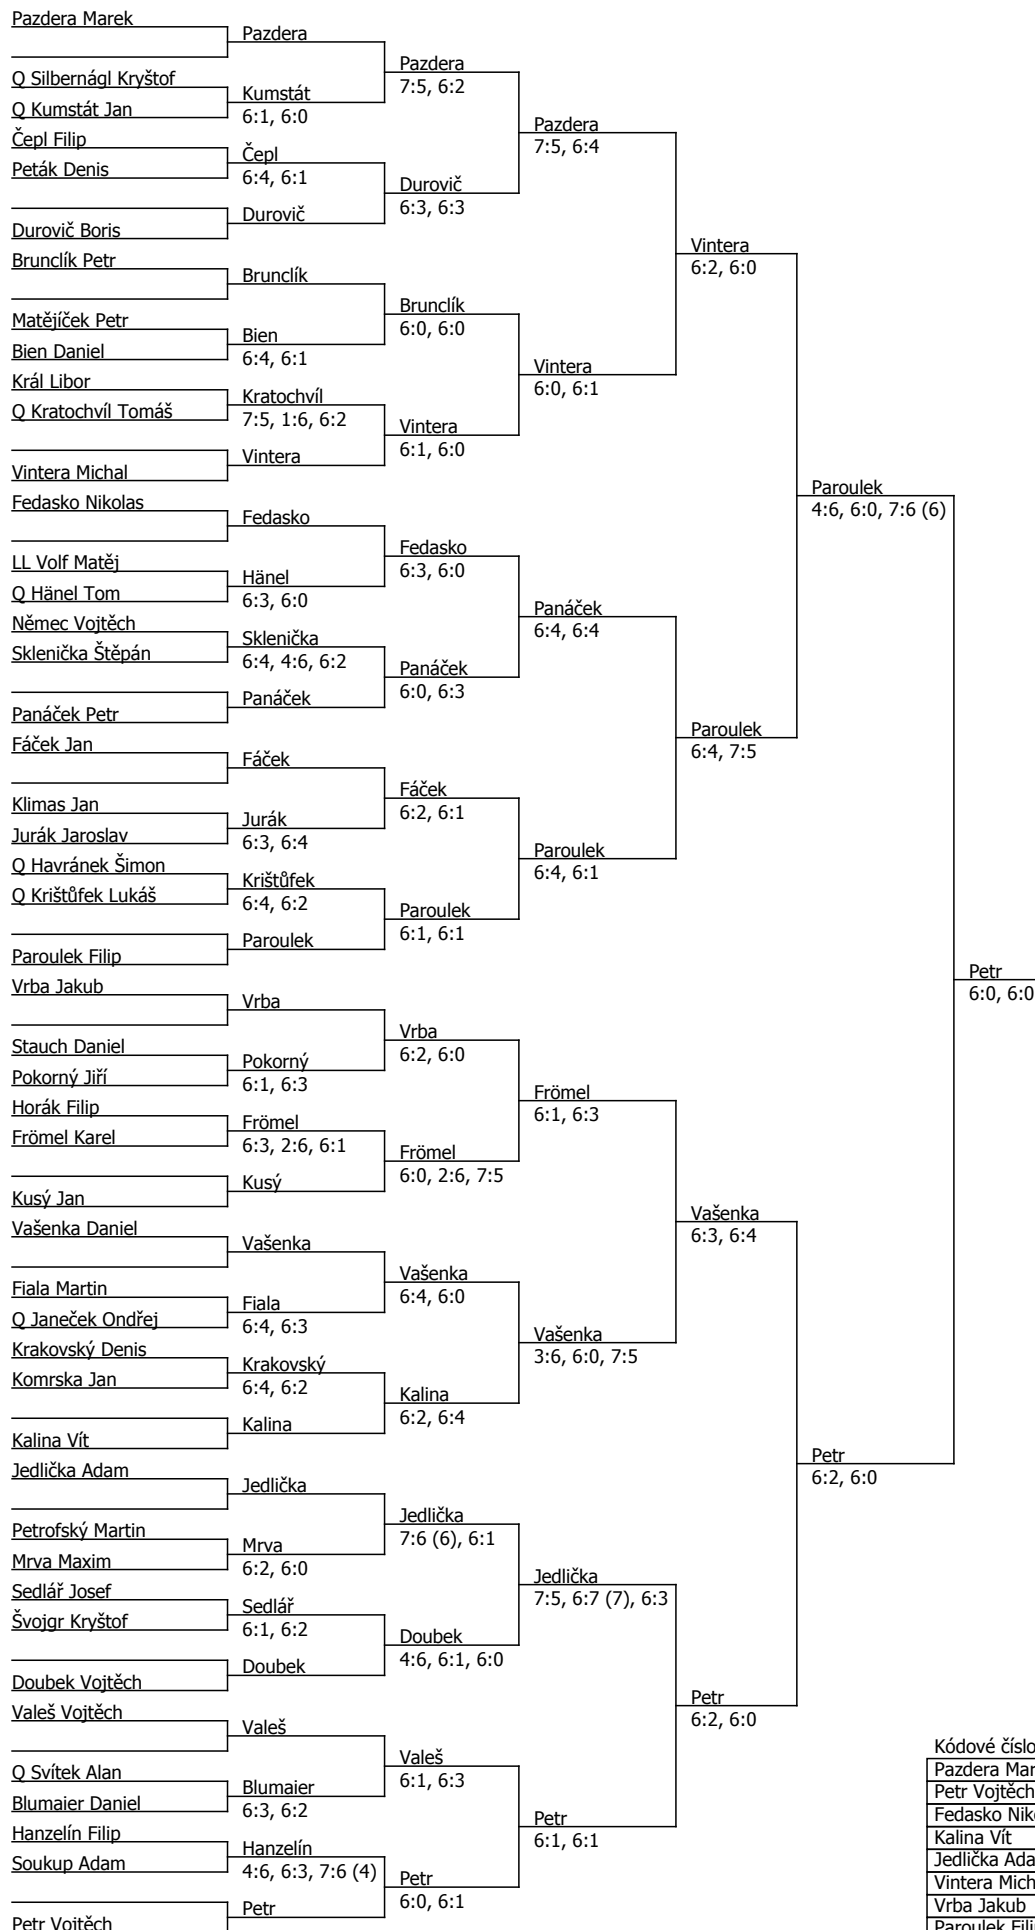 Pazdera Marek
Q Silbernágl Kryštof
Q Kumstát Jan
Čepl Filip
Peták Denis
Durovič Boris
Brunclík Petr
Matějíček Petr
Bien Daniel
Král Libor
Q Kratochvíl Tomáš
Vintera Michal
Fedasko Nikolas
LL Volf Matěj
Q Hänel Tom
Němec Vojtěch
Sklenička Štěpán
Panáček Petr
Fáček Jan
Klimas Jan
Jurák Jaroslav
Q Havránek Šimon
Q Krištůfek Lukáš
Paroulek Filip
Vrba Jakub
Stauch Daniel
Pokorný Jiří
Horák Filip
Frömel Karel
Kusý Jan
Vašenka Daniel
Fiala Martin
Q Janeček Ondřej
Krakovský Denis
Komrska Jan
Kalina Vít
Jedlička Adam
Petrofský Martin
Mrva Maxim
Sedlář Josef
Švojgr Kryštof
Doubek Vojtěch
Valeš Vojtěch
Q Svítek Alan
Blumaier Daniel
Hanzelín Filip
Soukup Adam
Petr Vojtěch
Pazdera
Kumstát
6:1, 6:0
Čepl
6:4, 6:1
Durovič
Brunclík
Bien
6:4, 6:1
Kratochvíl
7:5, 1:6, 6:2
Vintera
Fedasko
Hänel
6:3, 6:0
Sklenička
6:4, 4:6, 6:2
Panáček
Fáček
Jurák
6:3, 6:4
Krištůfek
6:4, 6:2
Paroulek
Vrba
Pokorný
6:1, 6:3
Frömel
6:3, 2:6, 6:1
Kusý
Vašenka
Fiala
6:4, 6:3
Krakovský
6:4, 6:2
Kalina
Jedlička
Mrva
6:2, 6:0
Sedlář
6:1, 6:2
Doubek
Valeš
Blumaier
6:3, 6:2
Hanzelín
4:6, 6:3, 7:6 (4)
Petr
Pazdera
7:5, 6:2
Durovič
6:3, 6:3
Brunclík
6:0, 6:0
Vintera
6:1, 6:0
Fedasko
6:3, 6:0
Panáček
6:0, 6:3
Fáček
6:2, 6:1
Paroulek
6:1, 6:1
Vrba
6:2, 6:0
Frömel
6:0, 2:6, 7:5
Vašenka
6:4, 6:0
Kalina
6:2, 6:4
Jedlička
7:6 (6), 6:1
Doubek
4:6, 6:1, 6:0
Valeš
6:1, 6:3
Petr
6:0, 6:1
Pazdera
7:5, 6:4
Vintera
6:0, 6:1
Panáček
6:4, 6:4
Paroulek
6:4, 6:1
Frömel
6:1, 6:3
Vašenka
3:6, 6:0, 7:5
Jedlička
7:5, 6:7 (7), 6:3
Petr
6:1, 6:1
Vintera
6:2, 6:0
Paroulek
6:4, 7:5
Vašenka
6:3, 6:4
Petr
6:2, 6:0
Paroulek
4:6, 6:0, 7:6 (6)
Petr
6:2, 6:0
Petr
6:0, 6:0
Kódové číslo
Pazdera Mar
Petr Vojtěch
Fedasko Nik
Kalina Vít
Jedlička Ada
Vintera Mich
Vrba Jakub
Paroulek Fili